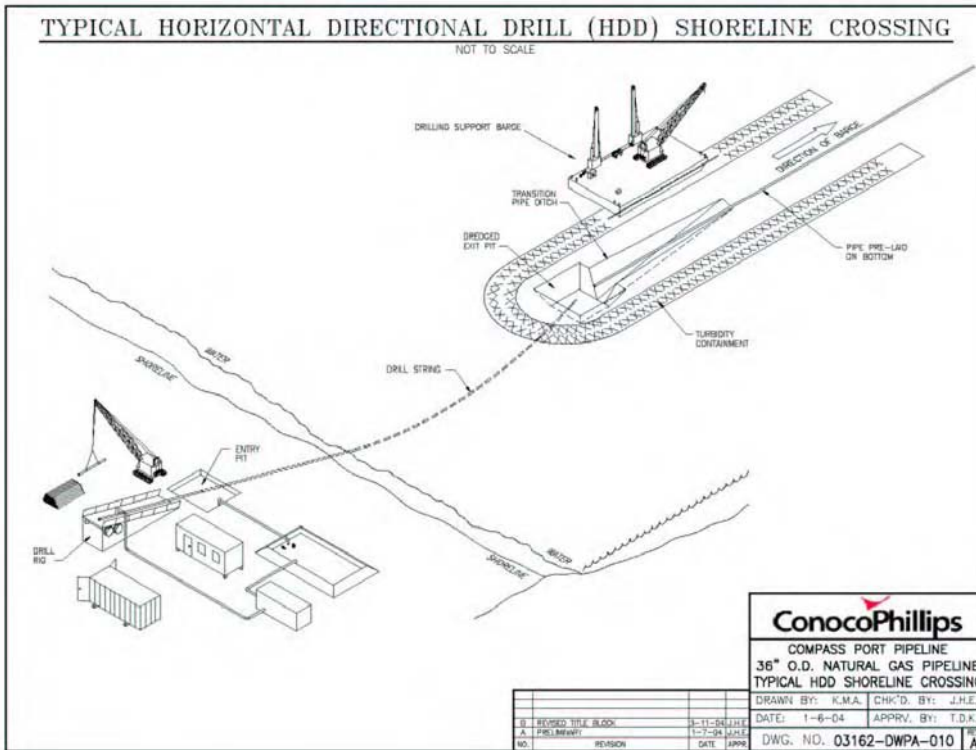 TYPICAL HORIZONTAL DIRECTIONAL DRILL (HDD) SHORELINE CROSSING
NOT TO SCALE
DRILLING SUPPORT BARGE
DIRECTION OF BARGE
TRANSITION
PIPE DITCH
DREDGED
EXIT PIT
PIPE PRE-LAID
ON BOTTOM
TURBIDITY
CONTAINMENT
WATER
SHORELINE
DRILL STRING
ENTRY
PIT
DRILL
RIG
WATER
SHORELINE
ConocoPhillips
COMPASS PORT PIPELINE
36" O.D. NATURAL GAS PIPELINE
TYPICAL HDD SHORELINE CROSSING
DRAWN BY: K.M.A. CHK'D. BY: J.H.E.
DATE: 1-6-04 APPRV. BY: T.D.K.
DWG. NO. 03162-DWPA-010
REVISED TITLE BLOCK 3-11-04 J.H.E.
A PRELIMINARY 1-7-04 J.H.E.
NO. REVISION DATE APPR.